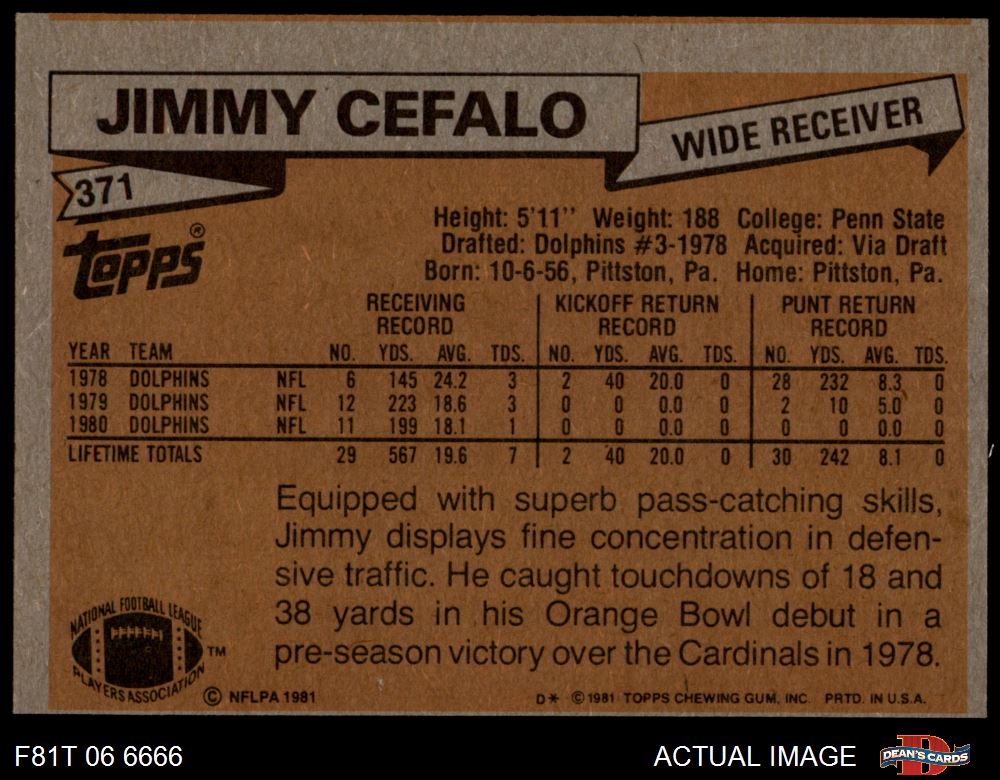 JIMMY CEFALO
WIDE RECEIVER
371
Topps®
Height: 5'11'' Weight: 188 College: Penn State
Drafted: Dolphins #3-1978 Acquired: Via Draft
Born: 10-6-56, Pittston, Pa. Home: Pittston, Pa.
RECEIVING RECORD KICKOFF RETURN RECORD PUNT RETURN RECORD
YEAR TEAM NO. YDS. AVG. TDS. NO. YDS. AVG. TDS. NO. YDS. AVG. TDS.
1978 DOLPHINS NFL 6 145 24.2 3 2 40 20.0 0 28 232 8.3 0
1979 DOLPHINS NFL 12 223 18.6 3 0 0 0.0 0 2 10 5.0 0
1980 DOLPHINS NFL 11 199 18.1 1 0 0 0.0 0 0 0 0.0 0
LIFETIME TOTALS 29 567 19.6 7 2 40 20.0 0 30 242 8.1 0
Equipped with superb pass-catching skills,
Jimmy displays fine concentration in defen-
sive traffic. He caught touchdowns of 18 and
38 yards in his Orange Bowl debut in a
pre-season victory over the Cardinals in 1978.
NATIONAL FOOTBALL LEAGUE
PLAYERS ASSOCIATION
TM
© NFLPA 1981
D* © 1981 TOPPS CHEWING GUM, INC. PRTD. IN U.S.A.
F81T 06 6666
ACTUAL IMAGE
DEAN'S CARDS